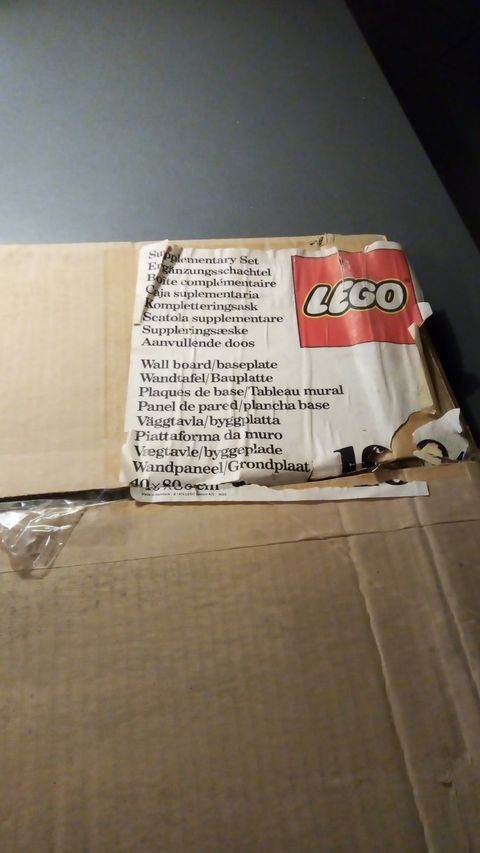 Supplementary Set
Ergänzungsschachtel
Boîte complémentaire
Caja suplementaria
Kompletteringsask
Scatola supplementare
Suppleringsæske
Aanvullende doos
LEGO
Wall board/baseplate
Wandtafel/Bauplatte
Plaques de base/Tableau mural
Panel de pared/plancha base
Väggtavla/byggplatta
Piattaforma da muro
Vægtavle/byggeplade
Wandpaneel/Grondplaat
40x80 cm